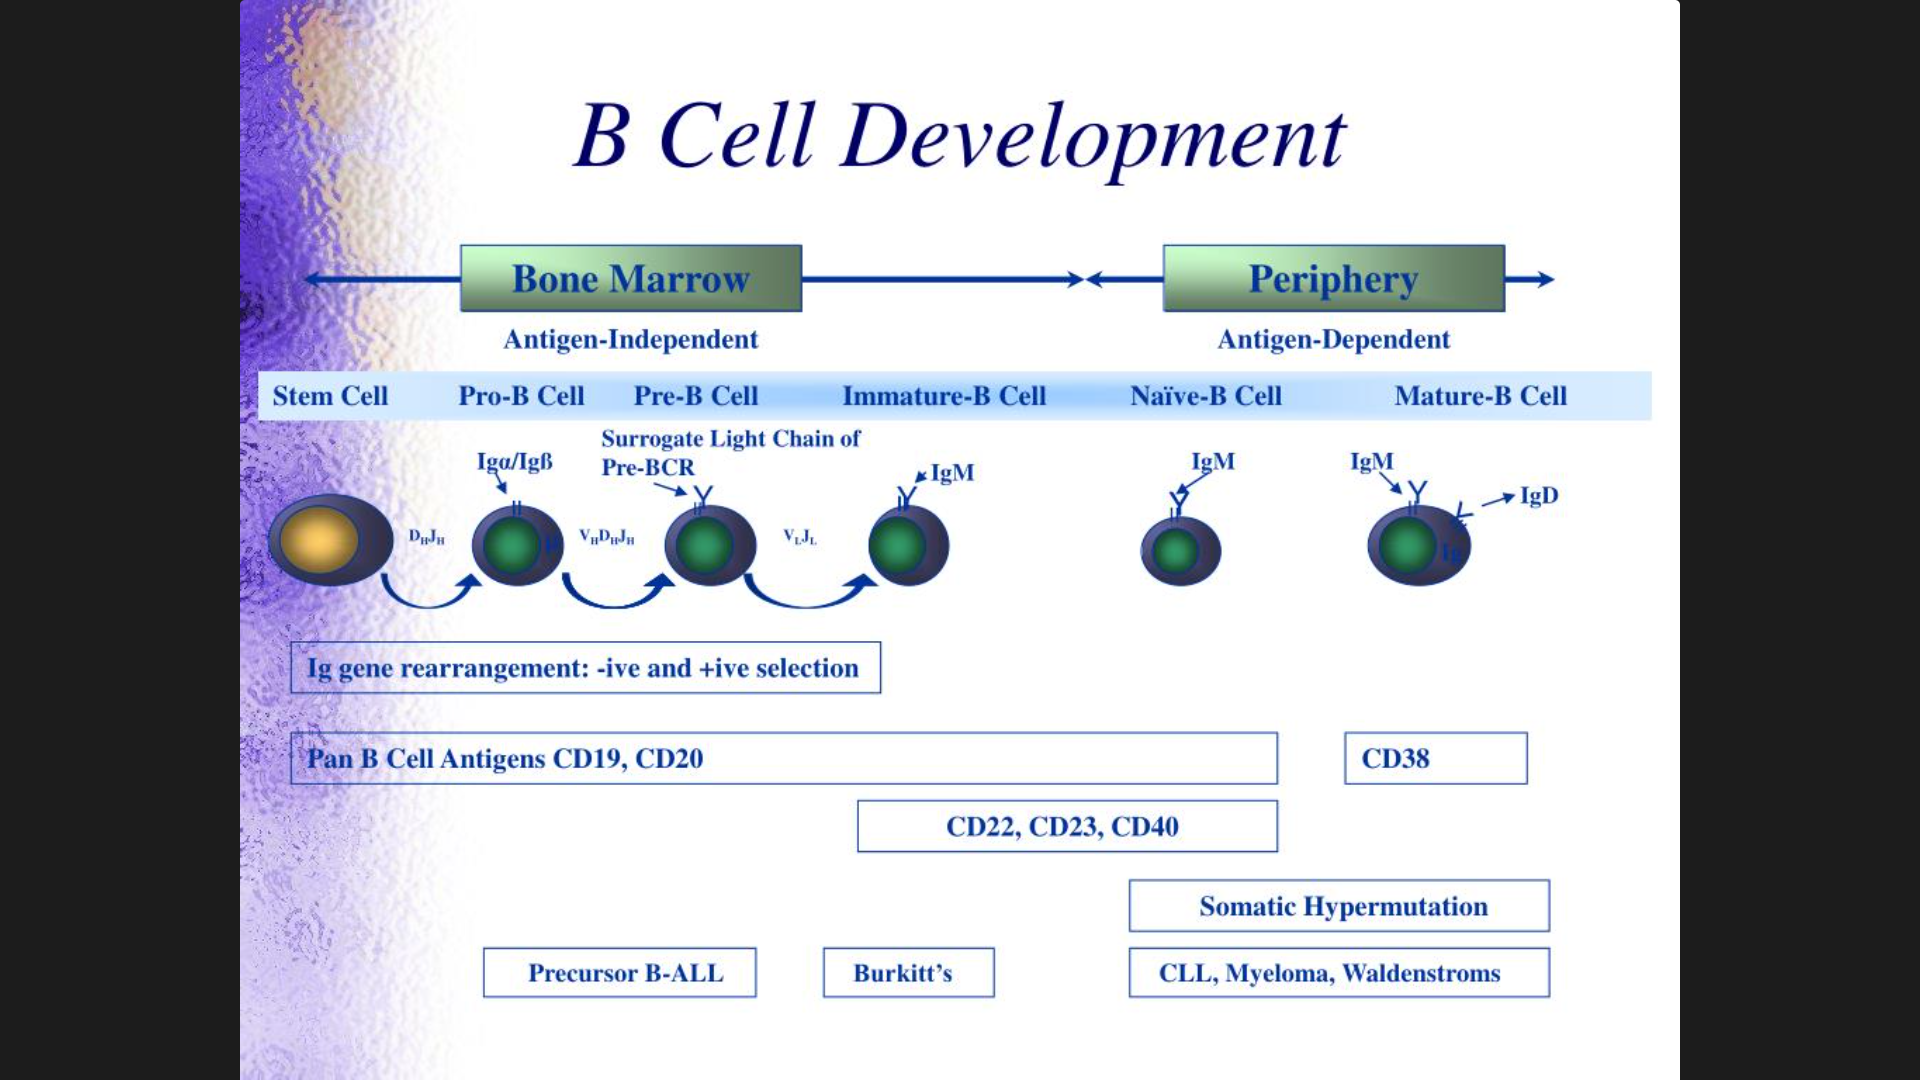 B Cell Development
Bone Marrow
Periphery
Antigen-Independent
Antigen-Dependent
Stem Cell
Pro-B Cell
Pre-B Cell
Immature-B Cell
Naïve-B Cell
Mature-B Cell
Surrogate Light Chain of
Pre-BCR
Igα/Igß
IgM
IgM
IgM
IgD
DHJH
VHDHJH
VLJL
µ
Ig
Ig gene rearrangement: -ive and +ive selection
Pan B Cell Antigens CD19, CD20
CD38
CD22, CD23, CD40
Somatic Hypermutation
Precursor B-ALL
Burkitt’s
CLL, Myeloma, Waldenstroms